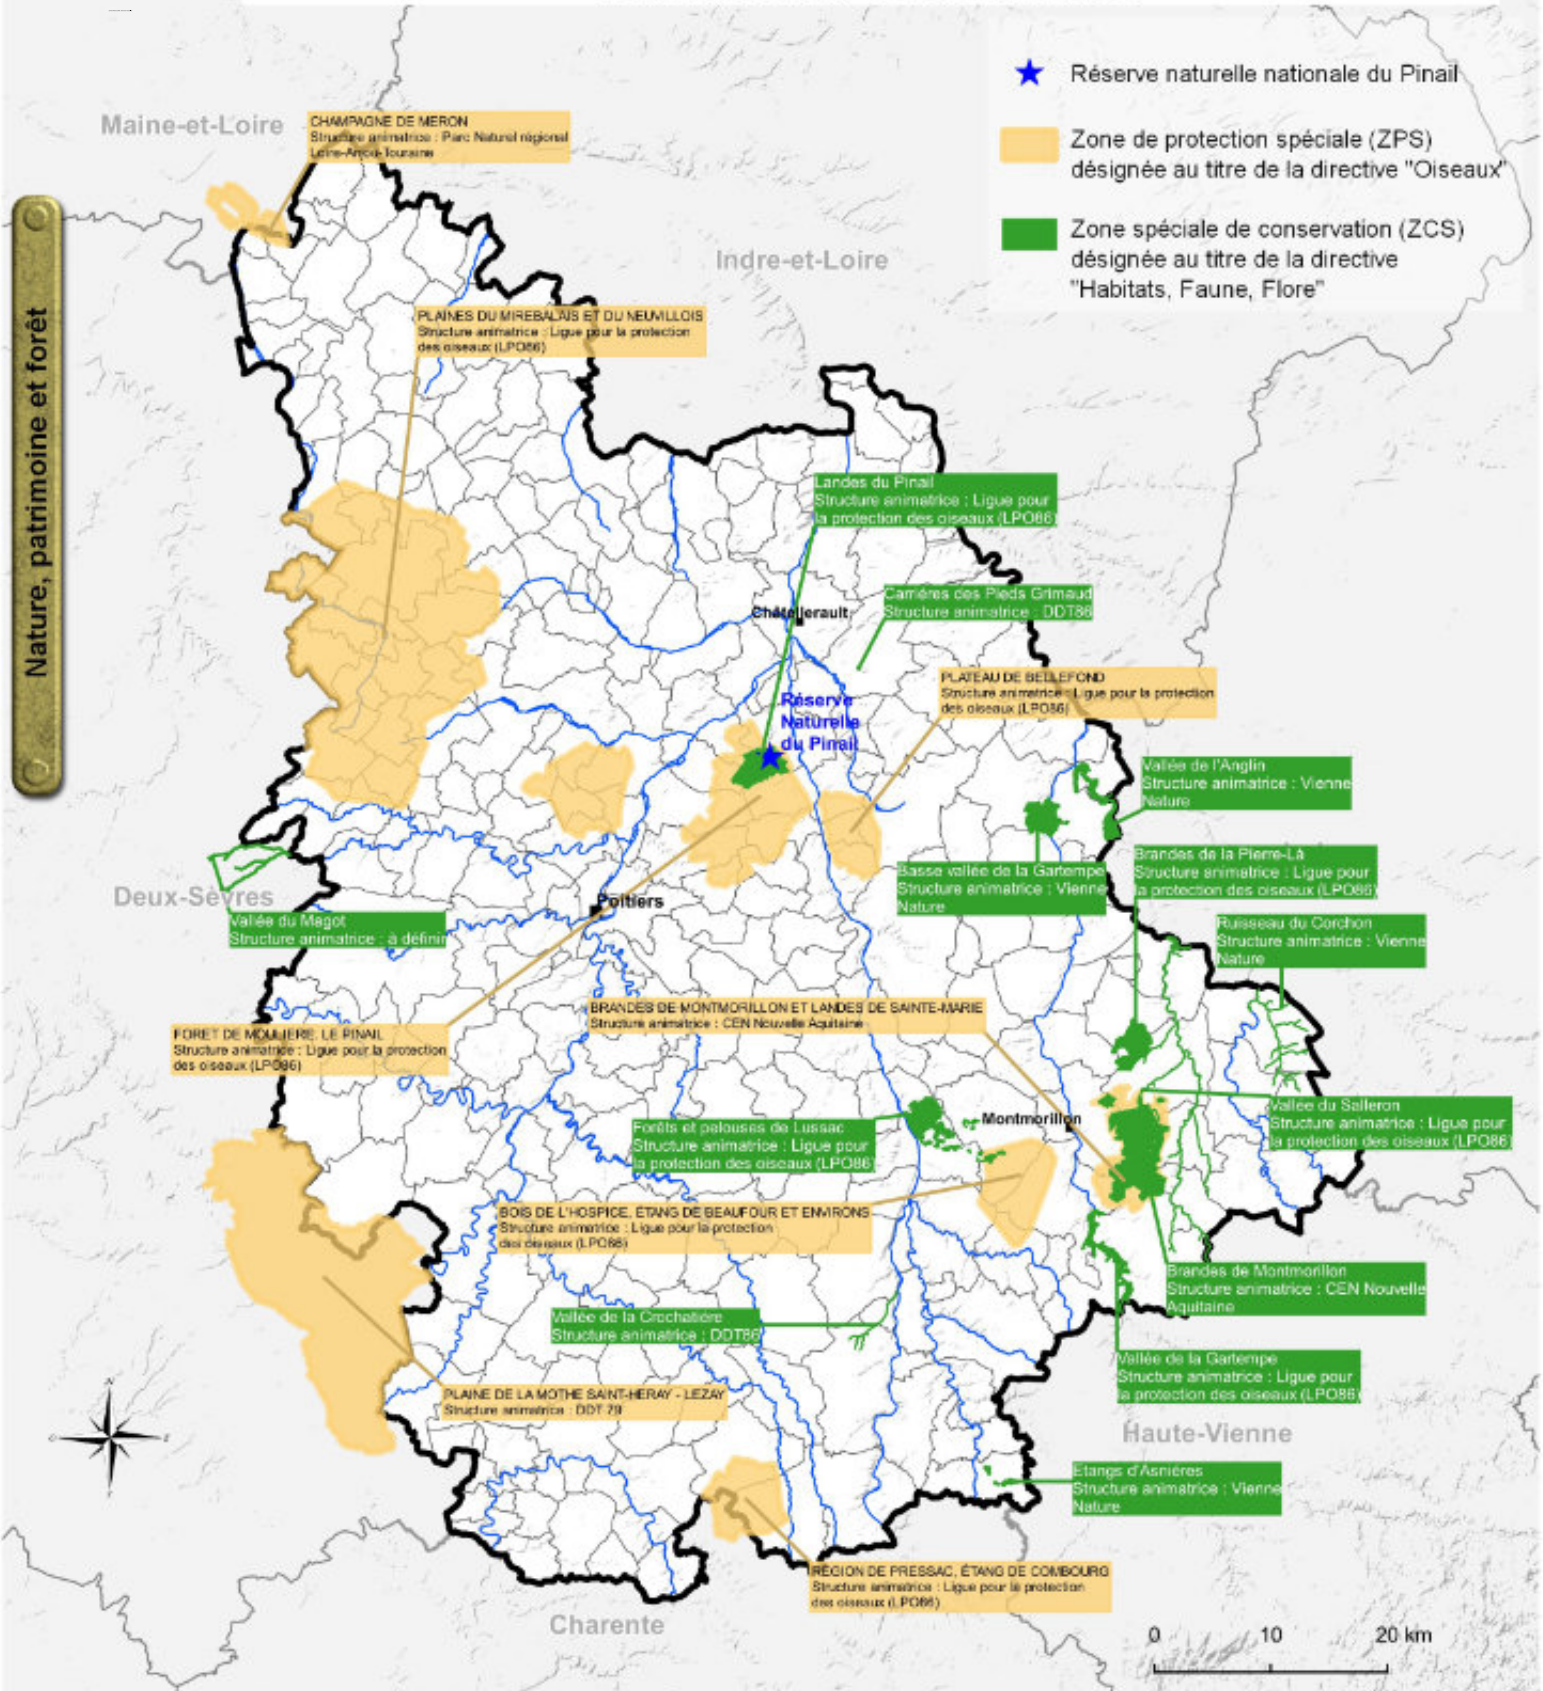 Réserve naturelle nationale du Pinail
Zone de protection spéciale (ZPS)
désignée au titre de la directive "Oiseaux"
Zone spéciale de conservation (ZCS)
désignée au titre de la directive
"Habitats, Faune, Flore"
Nature, patrimoine et forêt
Maine-et-Loire
CHAMPAGNE DE MERON
Structure animatrice : Parc Naturel régional
Loire-Anjou-Touraine
Indre-et-Loire
PLAINES DU MIREBALAIS ET DU NEUVILLOIS
Structure animatrice : Ligue pour la protection
des oiseaux (LPO86)
Landes du Pinail
Structure animatrice : Ligue pour
la protection des oiseaux (LPO86)
Châtellerault
Carrières des Pieds Grimaud
Structure animatrice : DDT86
PLATEAU DE BELLEFOND
Structure animatrice : Ligue pour la protection
des oiseaux (LPO86)
Réserve
Naturelle
du Pinail
Vallée de l'Anglin
Structure animatrice : Vienne
Nature
Brandes de la Pierre-Là
Structure animatrice : Ligue pour
la protection des oiseaux (LPO86)
Basse vallée de la Gartempe
Structure animatrice : Vienne
Nature
Deux-Sèvres
Poitiers
Vallée du Magot
Structure animatrice : à définir
Ruisseau du Corchon
Structure animatrice : Vienne
Nature
BRANDES DE MONTMORILLON ET LANDES DE SAINTE-MARIE
Structure animatrice : CEN Nouvelle Aquitaine
FORET DE MOULIERE, LE PINAIL
Structure animatrice : Ligue pour la protection
des oiseaux (LPO86)
Montmorillon
Vallée du Salleron
Structure animatrice : Ligue pour
la protection des oiseaux (LPO86)
Forêts et pelouses de Lussac
Structure animatrice : Ligue pour
la protection des oiseaux (LPO86)
BOIS DE L'HOSPICE, ÉTANG DE BEAUFOUR ET ENVIRONS
Structure animatrice : Ligue pour la protection
des oiseaux (LPO86)
Brandes de Montmorillon
Structure animatrice : CEN Nouvelle
Aquitaine
Vallée de la Crochatière
Structure animatrice : DDT86
Vallée de la Gartempe
Structure animatrice : Ligue pour
la protection des oiseaux (LPO86)
PLAINE DE LA MOTHE SAINT-HERAY - LEZAY
Structure animatrice : DDT 79
Haute-Vienne
Etangs d'Asnières
Structure animatrice : Vienne
Nature
RÉGION DE PRESSAC, ÉTANG DE COMBOURG
Structure animatrice : Ligue pour la protection
des oiseaux (LPO86)
Charente
0 10 20 km